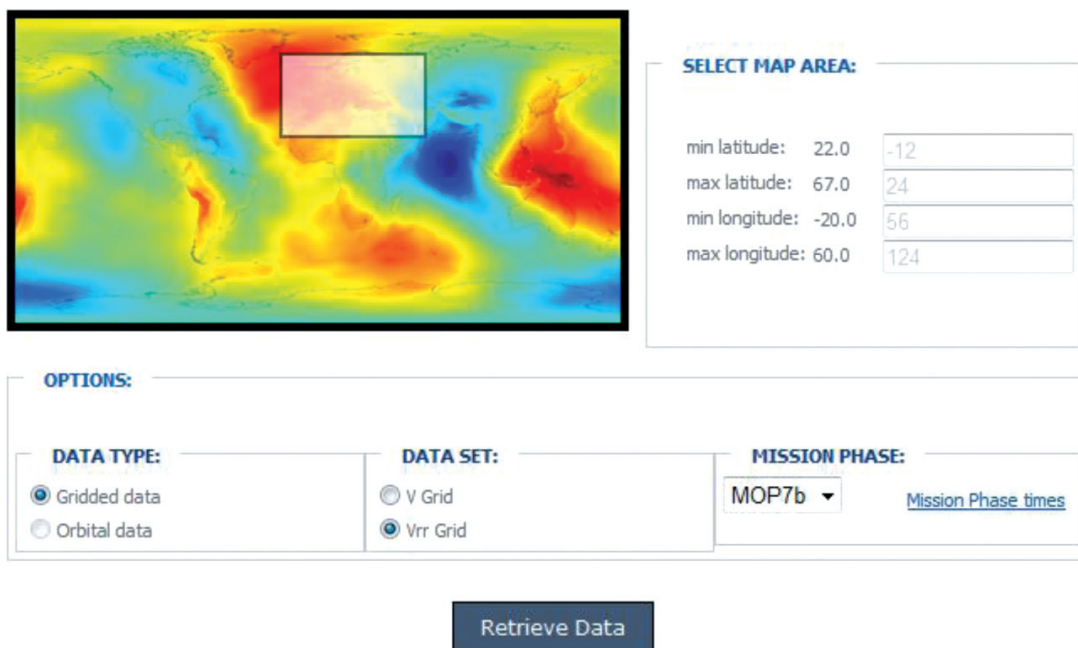 SELECT MAP AREA:
min latitude: 22.0 -12
max latitude: 67.0 24
min longitude: -20.0 56
max longitude: 60.0 124
OPTIONS:
DATA TYPE:
Gridded data
Orbital data
DATA SET:
V Grid
Vrr Grid
MISSION PHASE:
MOP7b
Mission Phase times
Retrieve Data